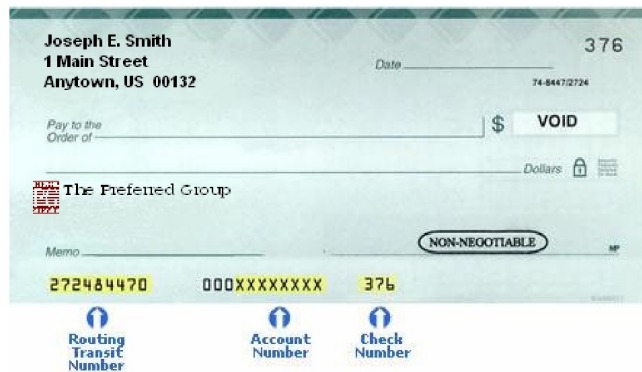 Joseph E. Smith
376
1 Main Street
Date
Anytown, US 00132
74-8447/2724
Pay to the
Order of
$ VOID
Dollars
The Preferred Group
Memo
NON-NEGOTIABLE
MP
272484470 000XXXXXXXX 376
Routing
Transit
Number
Account
Number
Check
Number